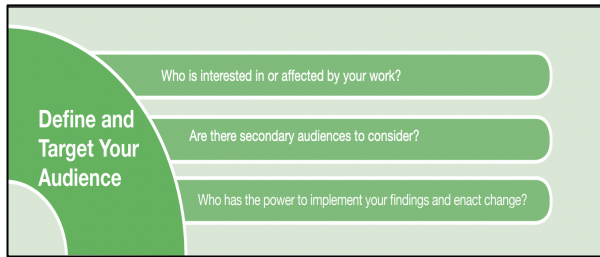 Define and
Target Your
Audience
Who is interested in or affected by your work?
Are there secondary audiences to consider?
Who has the power to implement your findings and enact change?